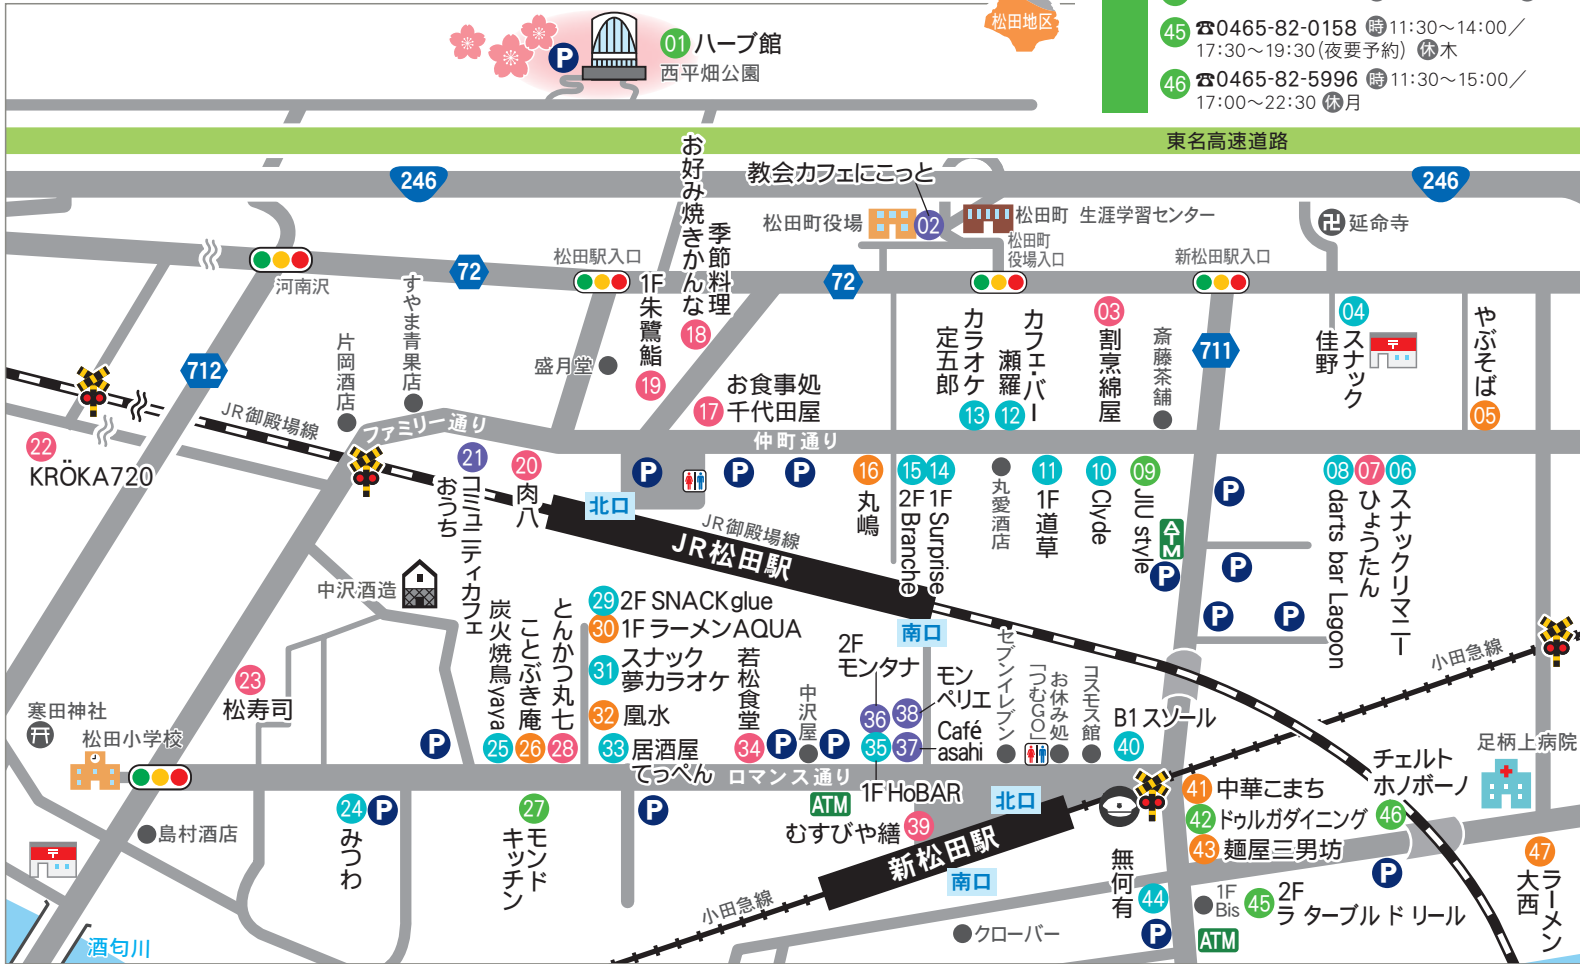 松田地区
45 ☎0465-82-0158 時11:30〜14:00／
17:30〜19:30(夜要予約) 休木
46 ☎0465-82-5996 時11:30〜15:00／
17:00〜22:30 休月
P
01 ハーブ館
西平畑公園
東名高速道路
246
246
教会カフェにこっと
02
松田町役場
松田町 生涯学習センター
松田町
役場入口
延命寺
河南沢
72
松田駅入口
72
新松田駅入口
712
711
お好み焼きかんな
季節料理
18
1F
朱鷺鮨
19
盛月堂
すやま青果店
片岡酒店
お食事処
17 千代田屋
カラオケ
定五郎
13
カフェ・バー
瀬羅
12
03
割烹綿屋
斎藤茶舗
04
スナック
佳野
やぶそば
05
JR御殿場線
ファミリー通り
仲町通り
22
KRÖKA720
21
コミュニティカフェ
おうち
20
肉八
北口
P
P
P
JR御殿場線
JR松田駅
南口
16
丸嶋
15
2F Branche
14
1F Surprise
丸愛酒店
11
1F 道草
10
Clyde
09
JIU style
ATM
P
P
P
P
P
08
darts bar Lagoon
07
ひょうたん
06
スナックリマニー
小田急線
中沢酒造
23
松寿司
寒田神社
松田小学校
P
炭火焼鳥yaya
25
ことぶき庵
26
とんかつ丸七
28
29 2F SNACK glue
30 1F ラーメンAQUA
31 スナック
夢カラオケ
32 凰水
33 居酒屋
てっぺん
若松食堂
34
P
中沢屋
P
2F
モンタナ
36
38 モン
ペリエ
35
37 Café
asahi
1F HoBAR
セブンイレブン
お休み処
「つむGO」
コスモス館
B1 スソール
40
ロマンス通り
ATM
むすびや繕 39
北口
新松田駅
南口
小田急線
島村酒店
24
みつわ
P
27
モンド
キッチン
P
酒匂川
41 中華こまち
42 ドゥルガダイニング
43 麺屋三男坊
チェルト
ホノボーノ
46
足柄上病院
47
ラーメン
大西
P
無何有
44
P
1F
Bis
45 2F
ラ ターブル ド リール
ATM
クローバー